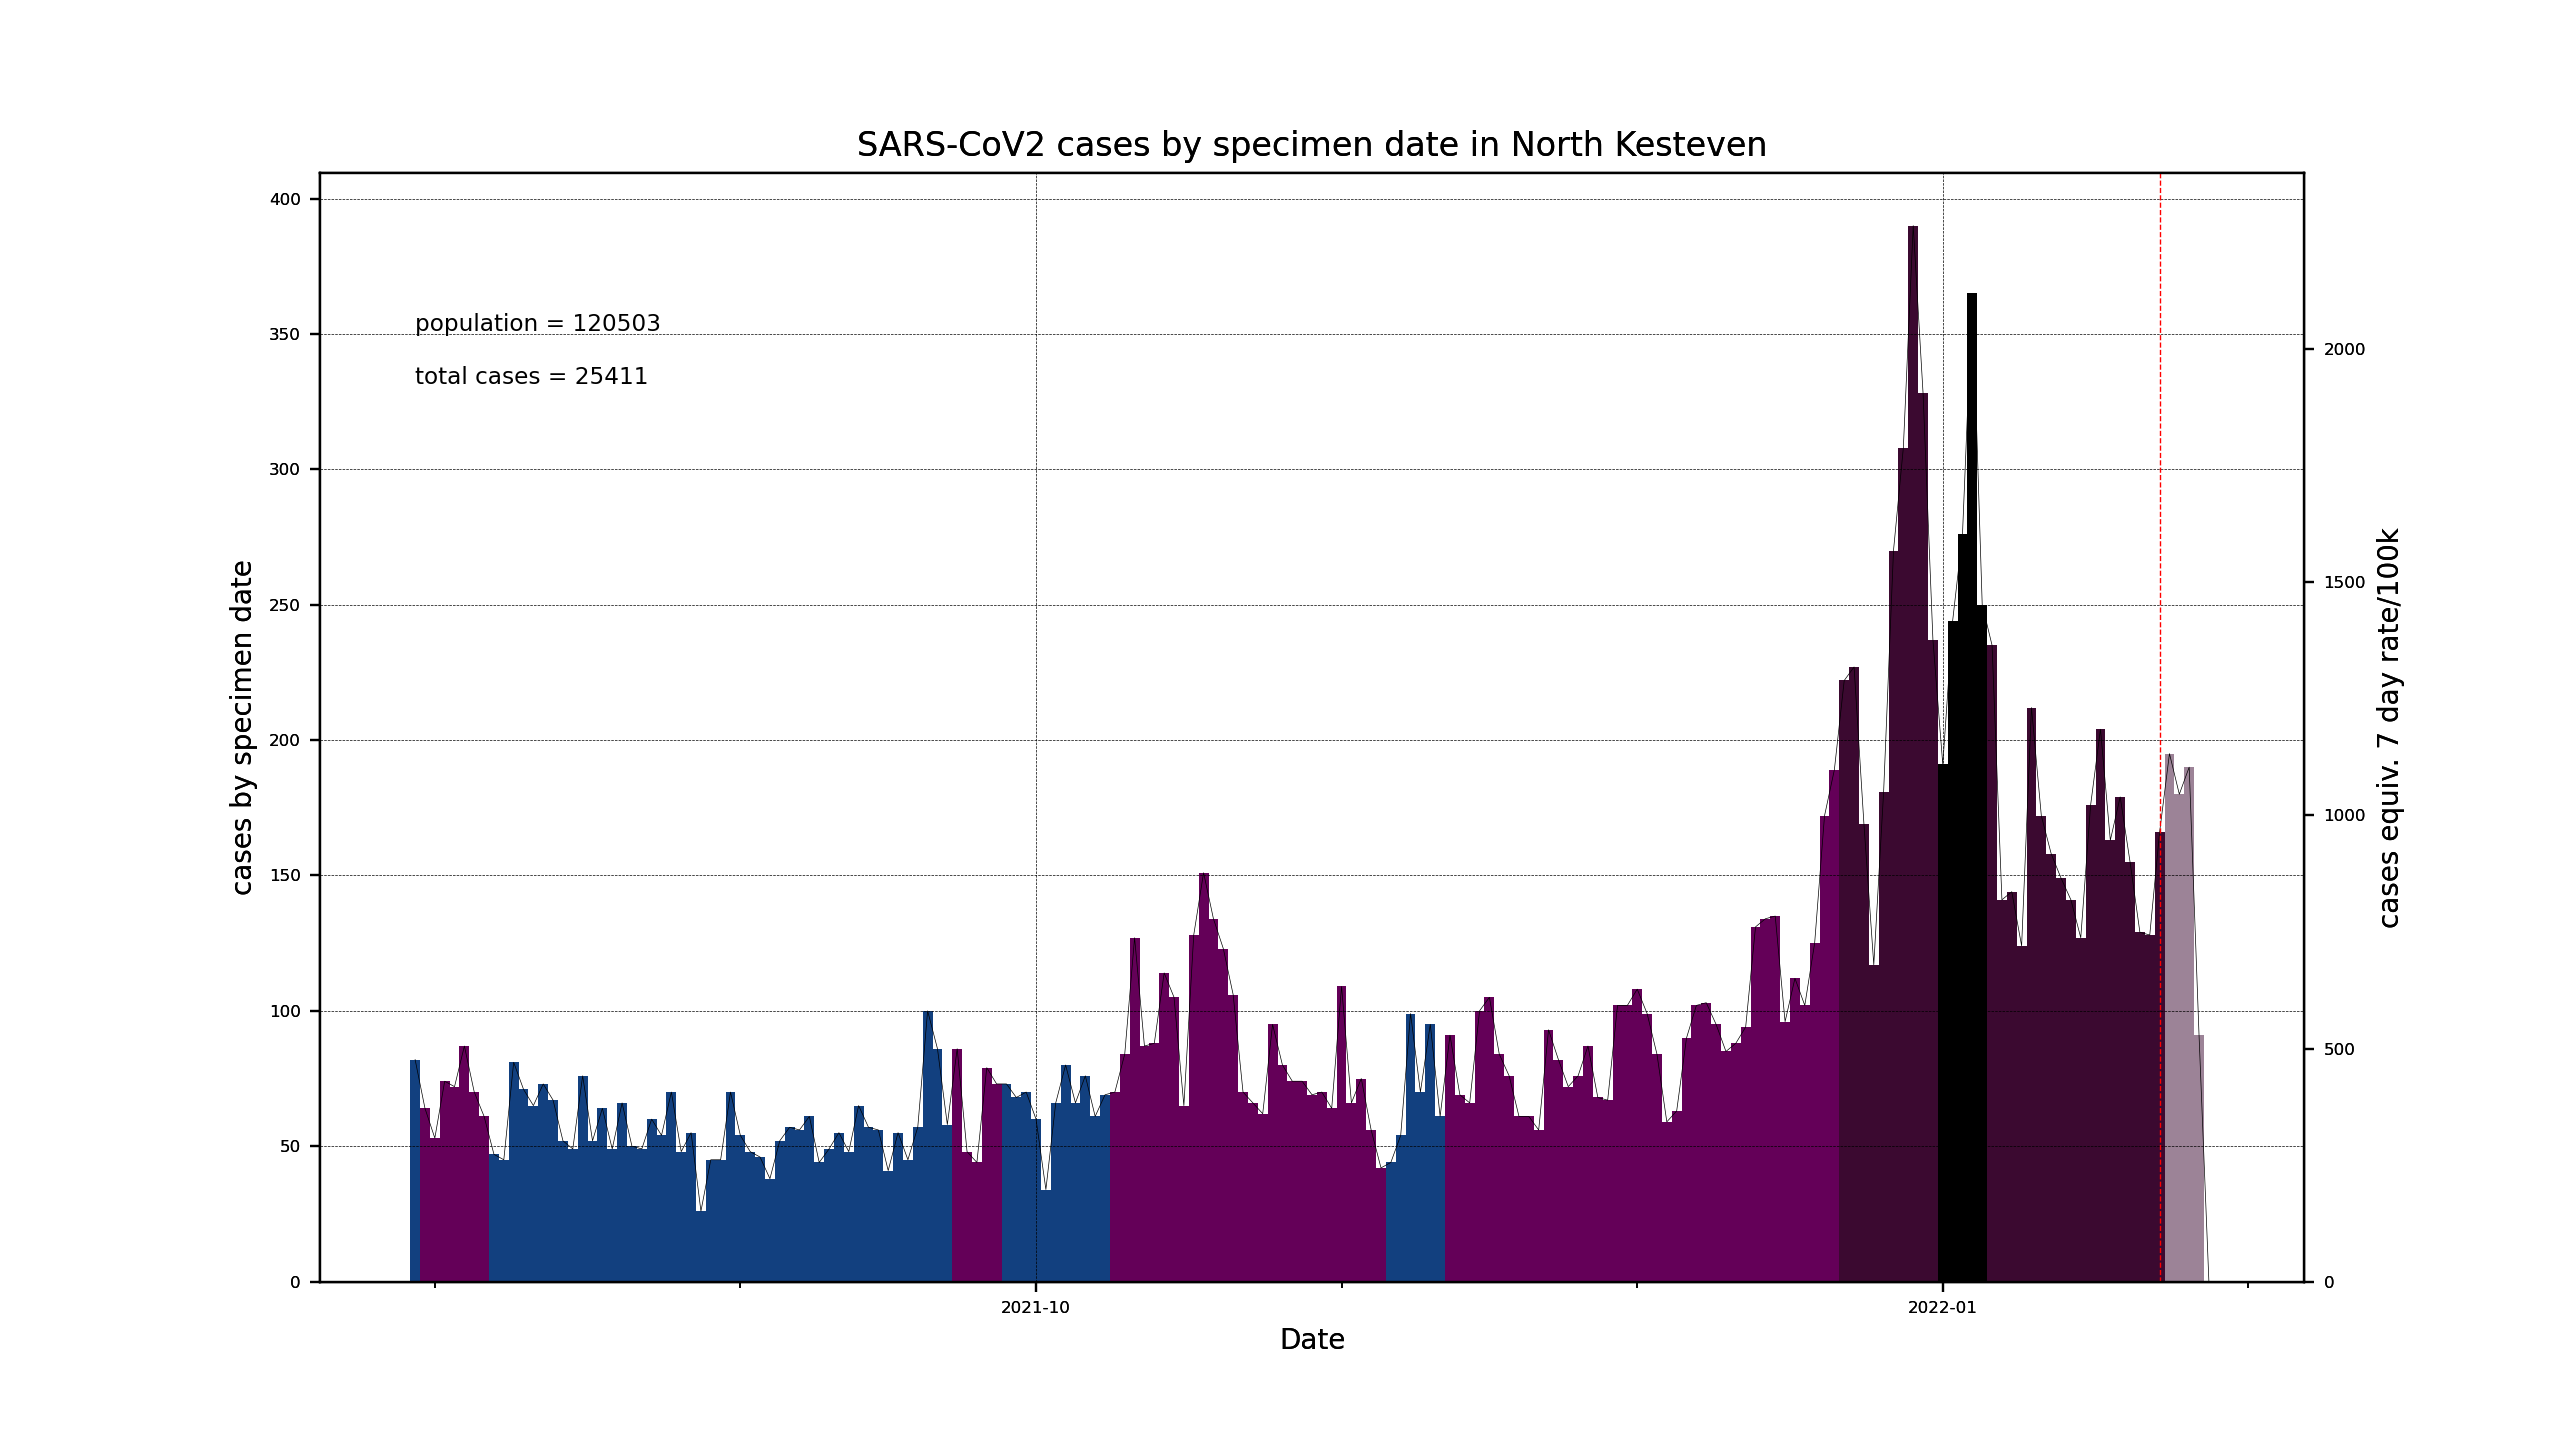 SARS-CoV2 cases by specimen date in North Kesteven
population = 120503
total cases = 25411
cases by specimen date
400
350
300
250
200
150
100
50
0
2000
1500
1000
500
0
cases equiv. 7 day rate/100k
2021-10
2022-01
Date